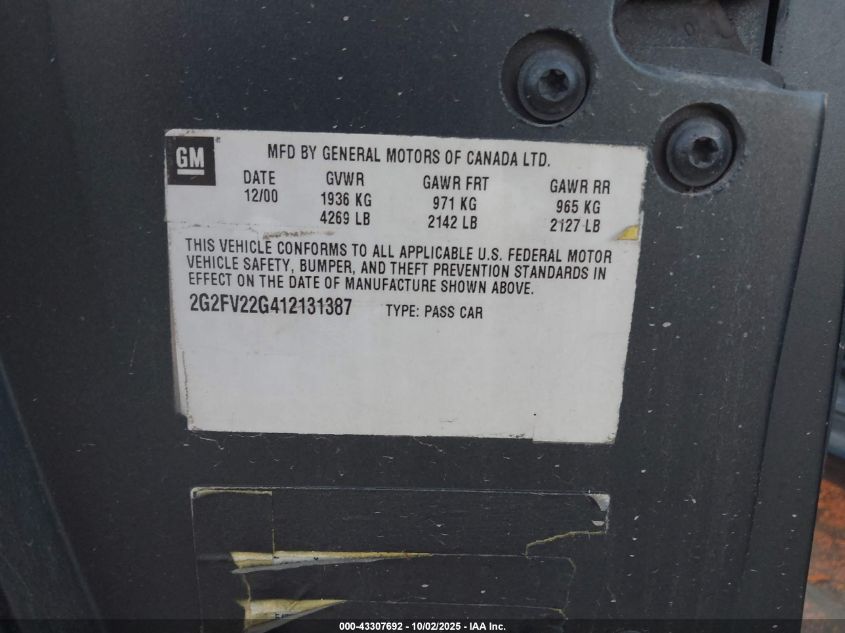 GM
MFD BY GENERAL MOTORS OF CANADA LTD.
DATE GVWR GAWR FRT GAWR RR
12/00 1936 KG 971 KG 965 KG
4269 LB 2142 LB 2127 LB
THIS VEHICLE CONFORMS TO ALL APPLICABLE U.S. FEDERAL MOTOR
VEHICLE SAFETY, BUMPER, AND THEFT PREVENTION STANDARDS IN
EFFECT ON THE DATE OF MANUFACTURE SHOWN ABOVE.
2G2FV22G412131387 TYPE: PASS CAR
000-43307692 - 10/02/2025 - IAA Inc.